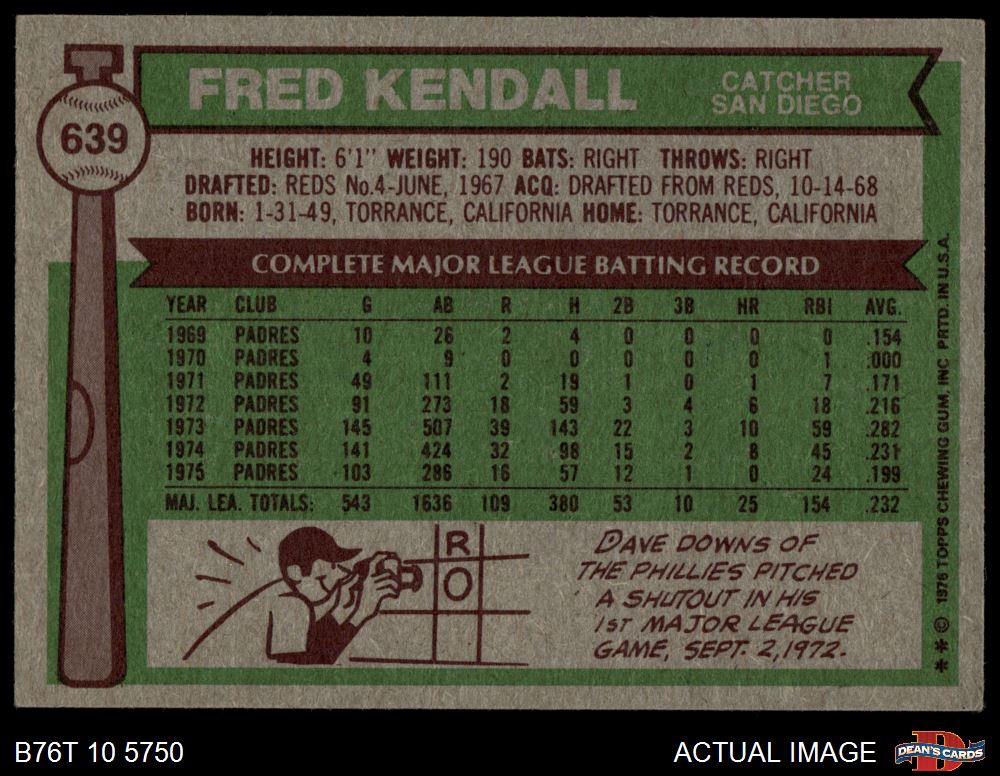 639
FRED KENDALL
CATCHER
SAN DIEGO
HEIGHT: 6'1" WEIGHT: 190 BATS: RIGHT THROWS: RIGHT
DRAFTED: REDS No.4-JUNE, 1967 ACQ: DRAFTED FROM REDS, 10-14-68
BORN: 1-31-49, TORRANCE, CALIFORNIA HOME: TORRANCE, CALIFORNIA
COMPLETE MAJOR LEAGUE BATTING RECORD
YEAR CLUB G AB R H 2B 3B HR RBI AVG.
1969 PADRES 10 26 2 4 0 0 0 0 .154
1970 PADRES 4 9 0 0 0 0 0 1 .000
1971 PADRES 49 111 2 19 1 0 1 7 .171
1972 PADRES 91 273 18 59 3 4 6 18 .216
1973 PADRES 145 507 39 143 22 3 10 59 .282
1974 PADRES 141 424 32 98 15 2 8 45 .231
1975 PADRES 103 286 16 57 12 1 0 24 .199
MAJ. LEA. TOTALS: 543 1636 109 380 53 10 25 154 .232
R
O
DAVE DOWNS OF
THE PHILLIES PITCHED
A SHUTOUT IN HIS
1ST MAJOR LEAGUE
GAME, SEPT. 2, 1972.
** © 1976 TOPPS CHEWING GUM, INC PRTD. IN U.S.A.
B76T 10 5750
ACTUAL IMAGE
D
DEAN'S CARDS